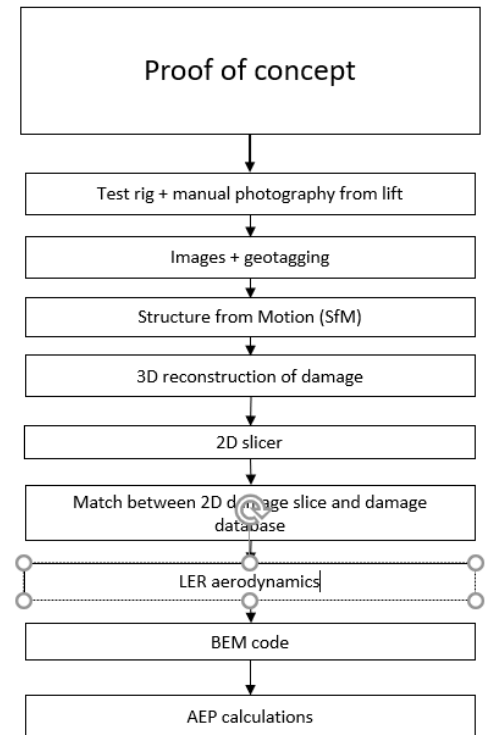 Proof of concept
Test rig + manual photography from lift
Images + geotagging
Structure from Motion (SfM)
3D reconstruction of damage
2D slicer
Match between 2D damage slice and damage
database
LER aerodynamics
BEM code
AEP calculations